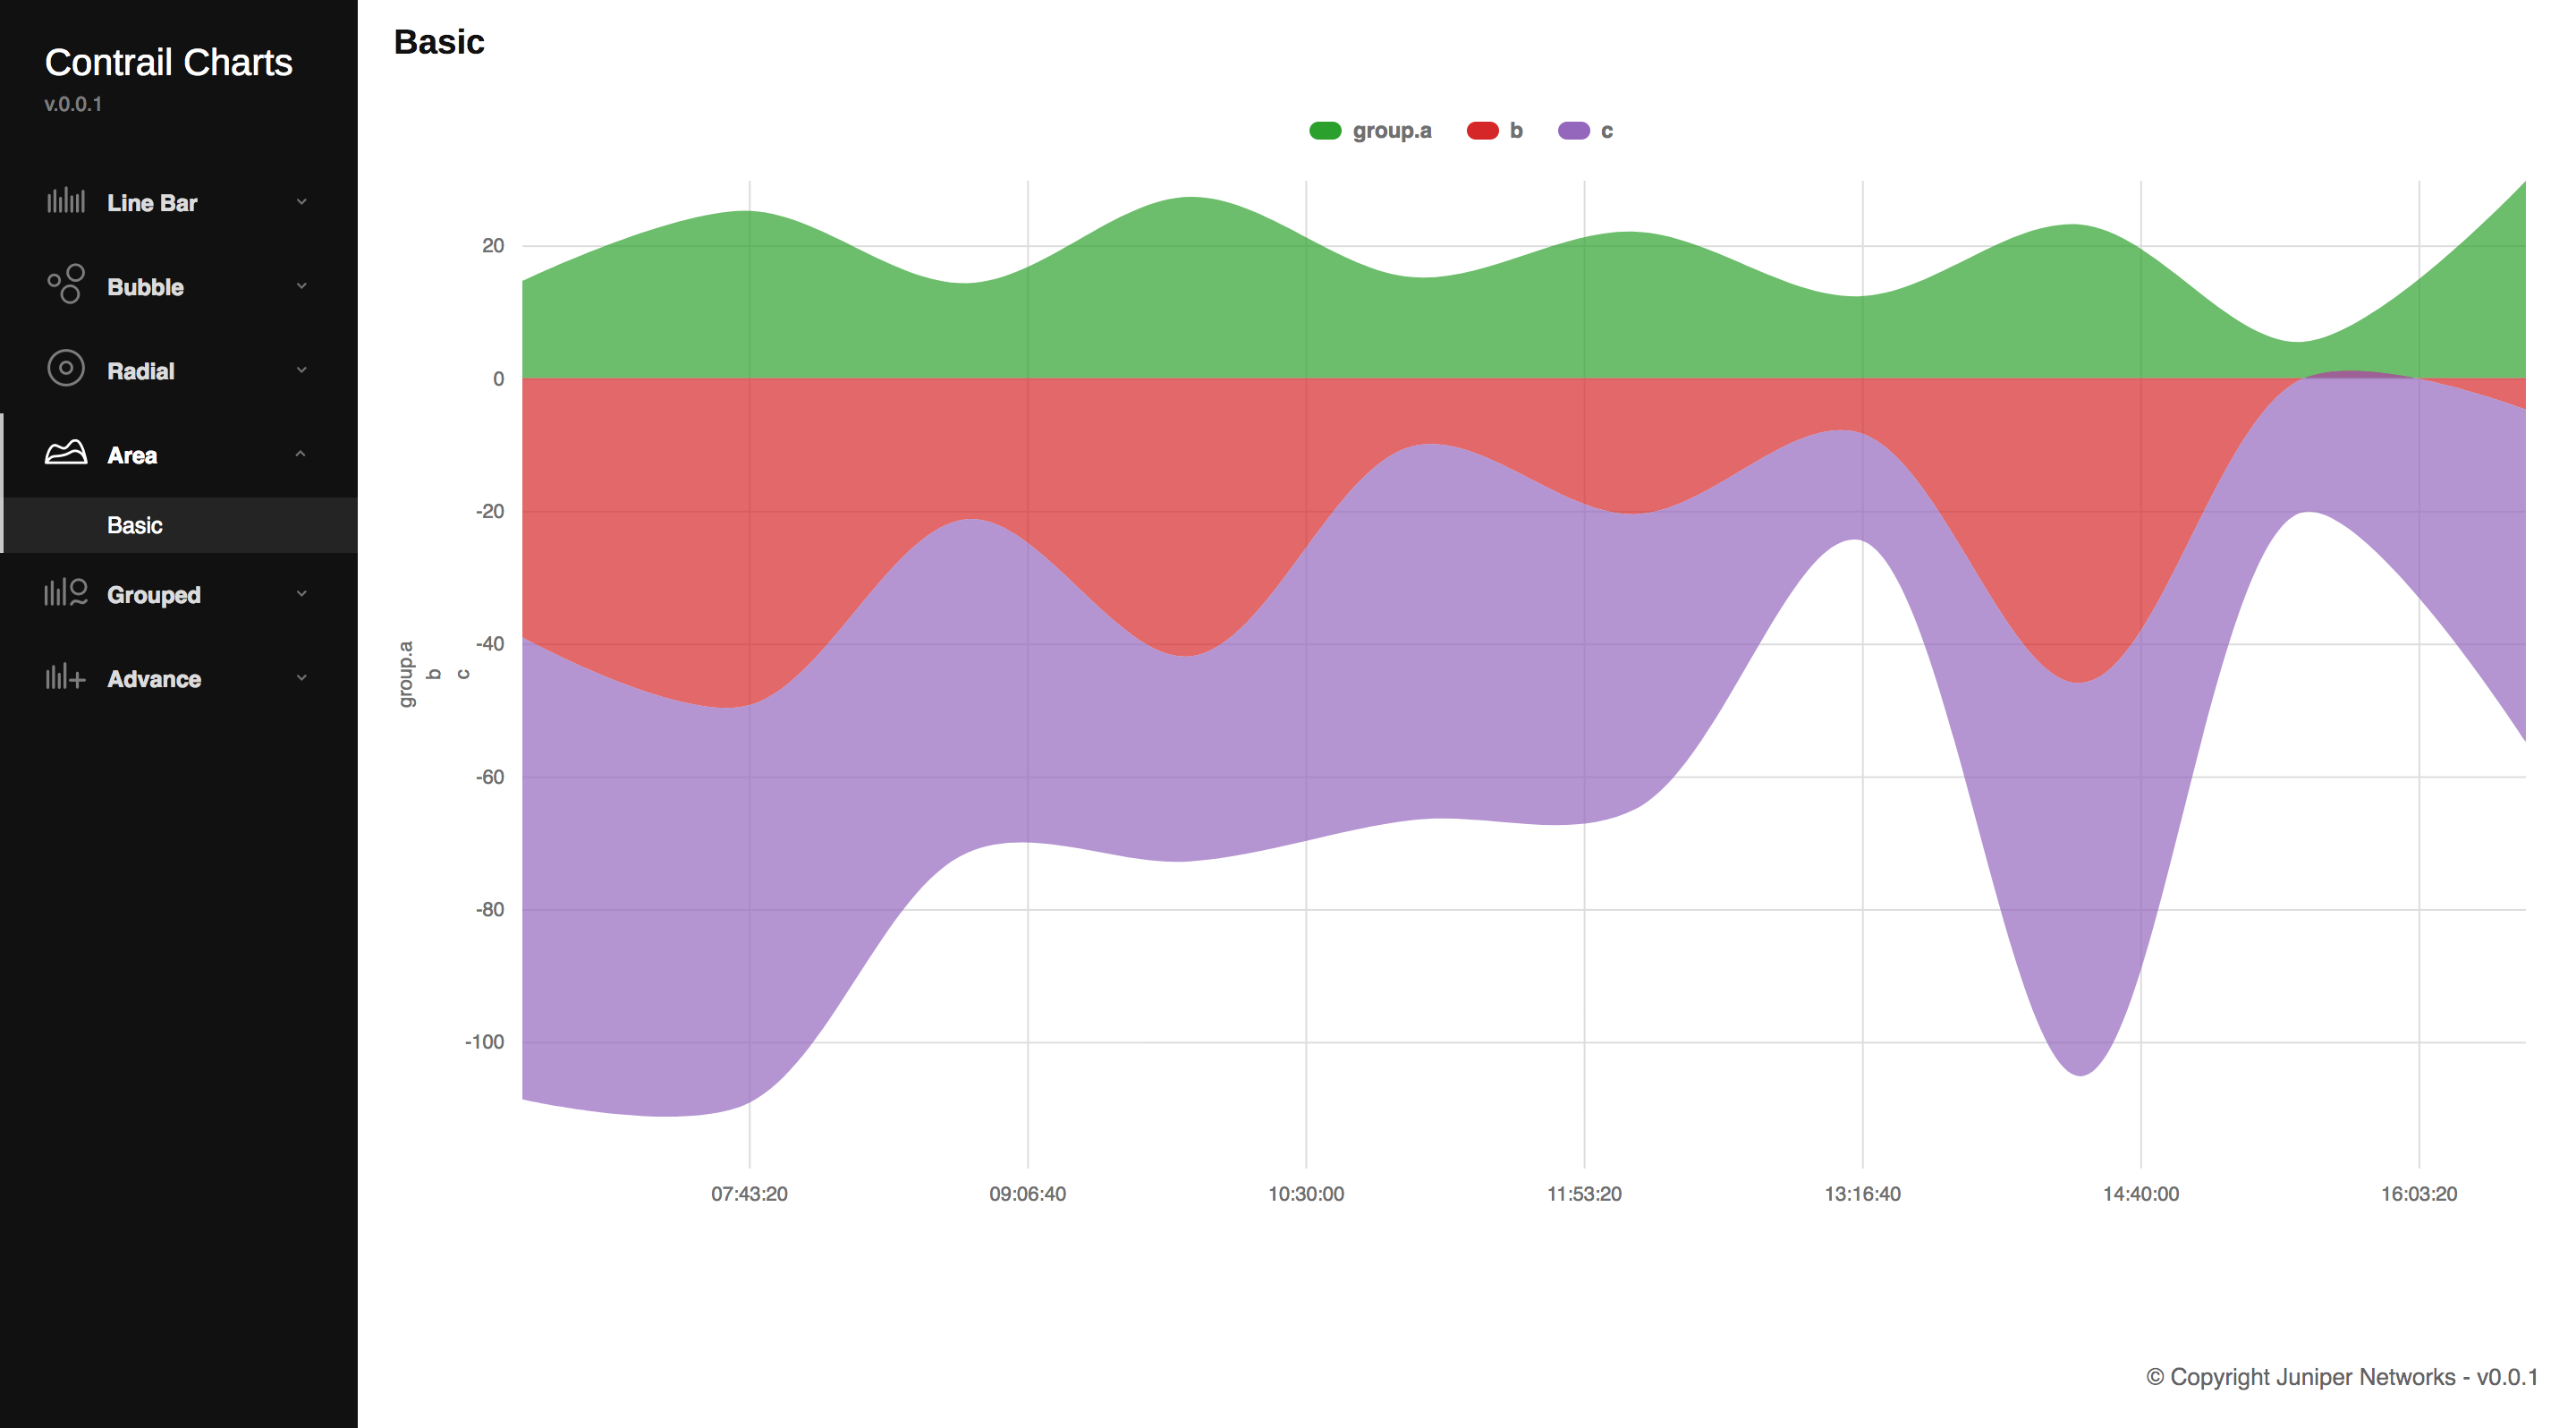 Contrail Charts
v.0.0.1
Line Bar
Bubble
Radial
Area
Basic
Grouped
Advance
Basic
group.a b c
20
0
-20
-40
-60
-80
-100
group.a
b
c
07:43:20 09:06:40 10:30:00 11:53:20 13:16:40 14:40:00 16:03:20
© Copyright Juniper Networks - v0.0.1